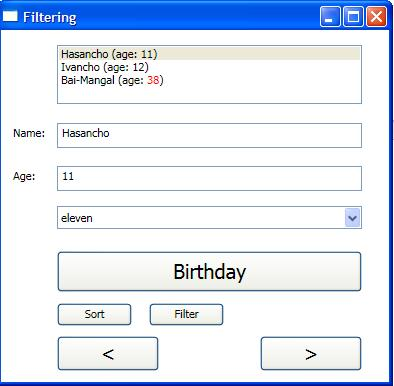 Filtering
Hasancho (age: 11)
Ivancho (age: 12)
Bai-Mangal (age: 38)
Name: Hasancho
Age: 11
eleven
Birthday
Sort Filter
< >